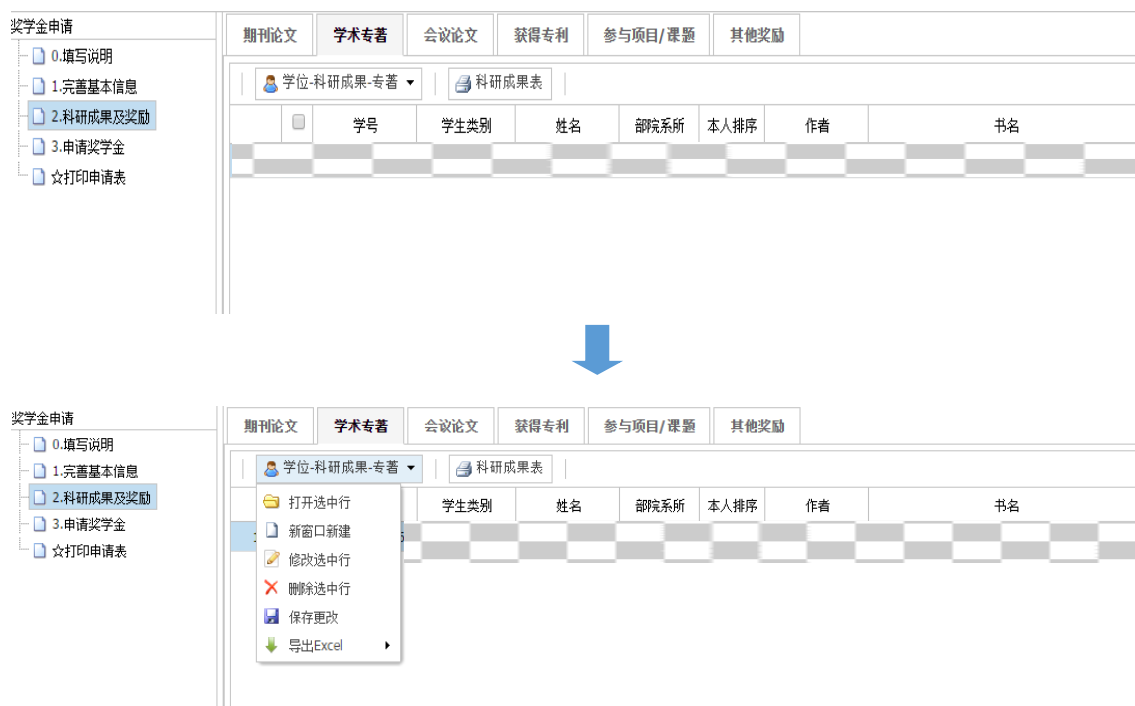 奖学金申请
0.填写说明
1.完善基本信息
2.科研成果及奖励
3.申请奖学金
☆打印申请表
期刊论文 学术专著 会议论文 获得专利 参与项目/课题 其他奖励
学位-科研成果-专著 科研成果表
学号 学生类别 姓名 部院系所 本人排序 作者 书名
奖学金申请
0.填写说明
1.完善基本信息
2.科研成果及奖励
3.申请奖学金
☆打印申请表
期刊论文 学术专著 会议论文 获得专利 参与项目/课题 其他奖励
学位-科研成果-专著 科研成果表
学生类别 姓名 部院系所 本人排序 作者 书名
打开选中行
新窗口新建
修改选中行
删除选中行
保存更改
导出Excel